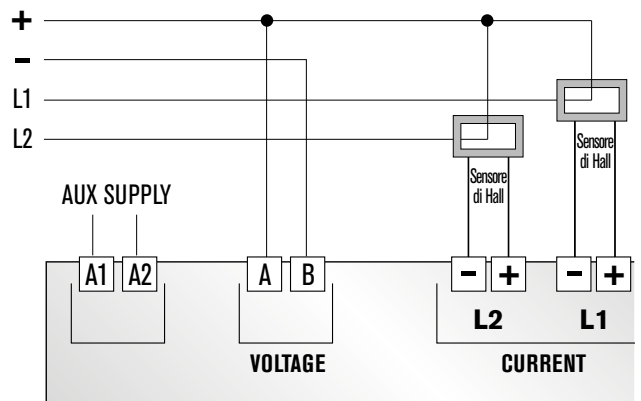 +
-
L1
L2
Sensore
di Hall
Sensore
di Hall
AUX SUPPLY
A1 A2 A B - + - +
L2 L1
VOLTAGE CURRENT